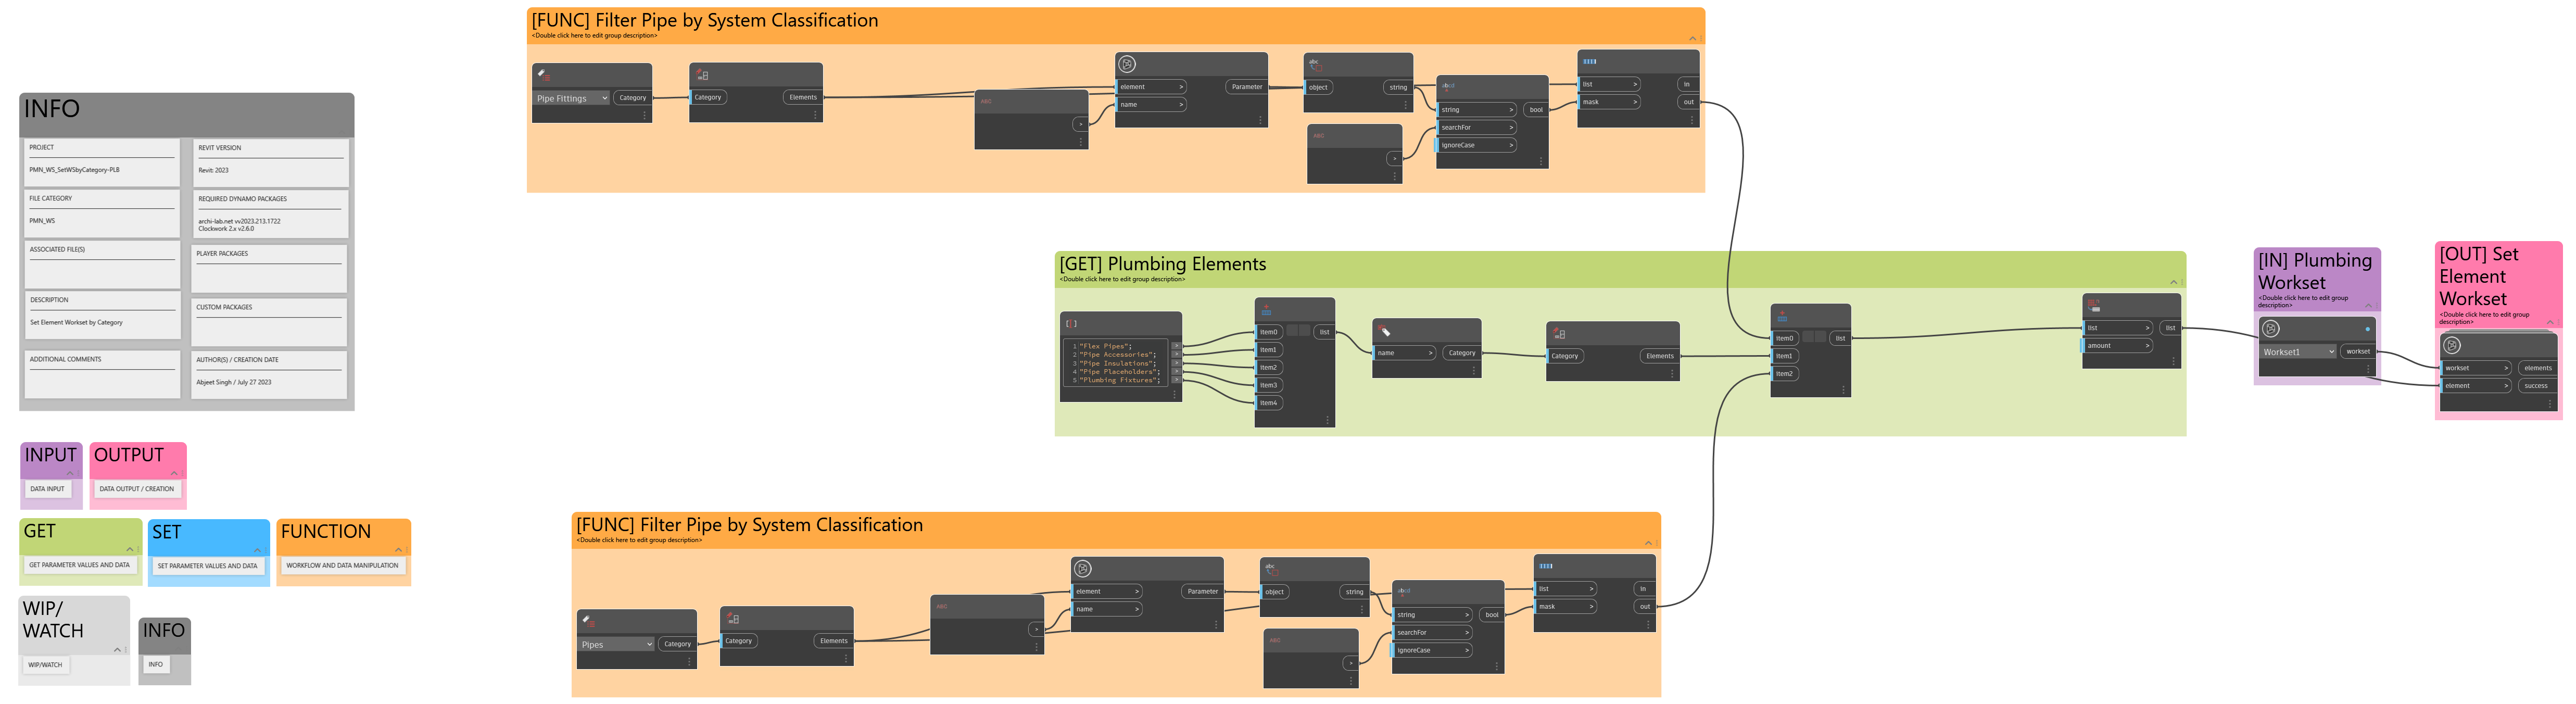 INFO
PROJECT
PMN_WS_SetWSbyCategory-PLB
REVIT VERSION
Revit: 2023
FILE CATEGORY
PMN_WS
REQUIRED DYNAMO PACKAGES
archi-lab.net vv2023.213.1722
Clockwork 2.x v2.6.0
ASSOCIATED FILE(S)
PLAYER PACKAGES
DESCRIPTION
Set Element Workset by Category
CUSTOM PACKAGES
ADDITIONAL COMMENTS
AUTHOR(S) / CREATION DATE
Abjeet Singh / July 27 2023
INPUT
DATA INPUT
OUTPUT
DATA OUTPUT / CREATION
GET
GET PARAMETER VALUES AND DATA
SET
SET PARAMETER VALUES AND DATA
FUNCTION
WORKFLOW AND DATA MANIPULATION
WIP/
WATCH
WIP/WATCH
INFO
INFO
[FUNC] Filter Pipe by System Classification
<Double click here to edit group description>
Pipe Fittings
Category
Category
Elements
ABC
>
element >
name >
Parameter
abc
object
string
ABC
>
abcd
string >
searchFor >
ignoreCase >
bool
list >
mask >
in
out
[GET] Plumbing Elements
<Double click here to edit group description>
1 "Flex Pipes"; >
2 "Pipe Accessories"; >
3 "Pipe Insulations"; >
4 "Pipe Placeholders"; >
5 "Plumbing Fixtures"; >
item0
item1
item2
item3
item4
list
name >
Category
Category
Elements
item0
item1
item2
list
list >
amount >
list
[IN] Plumbing
Workset
<Double click here to edit group
description>
Workset1
workset
[OUT] Set
Element
Workset
<Double click here to edit group
description>
workset >
element >
elements
success
[FUNC] Filter Pipe by System Classification
<Double click here to edit group description>
Pipes
Category
Category
Elements
ABC
>
element >
name >
Parameter
abc
object
string
ABC
>
abcd
string >
searchFor >
ignoreCase >
bool
list >
mask >
in
out